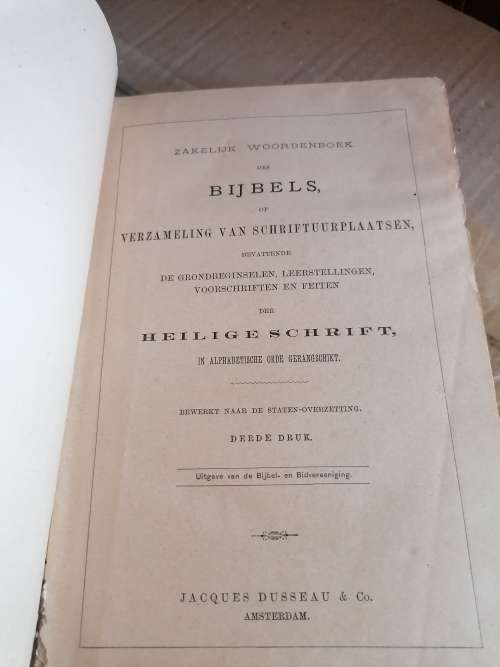 ZAKELIJK WOORDENBOEK
DES
BIJBELS,
OF
VERZAMELING VAN SCHRIFTUURPLAATSEN,
BEVATTENDE
DE GRONDBEGINSELEN, LEERSTELLINGEN,
VOORSCHRIFTEN EN FEITEN
DER
HEILIGE SCHRIFT,
IN ALPHABETISCHE ORDE GERANGSCHIKT.
BEWERKT NAAR DE STATEN-OVERZETTING.
DERDE DRUK.
Uitgave van de Bijbel- en Bidvereeniging.
JACQUES DUSSEAU & Co.
AMSTERDAM.